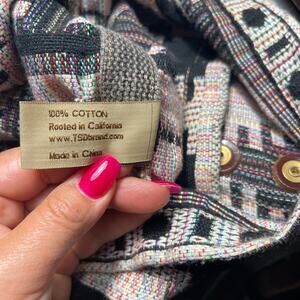 100% COTTON
Rooted in California
www.TSDbrand.com
Made in China